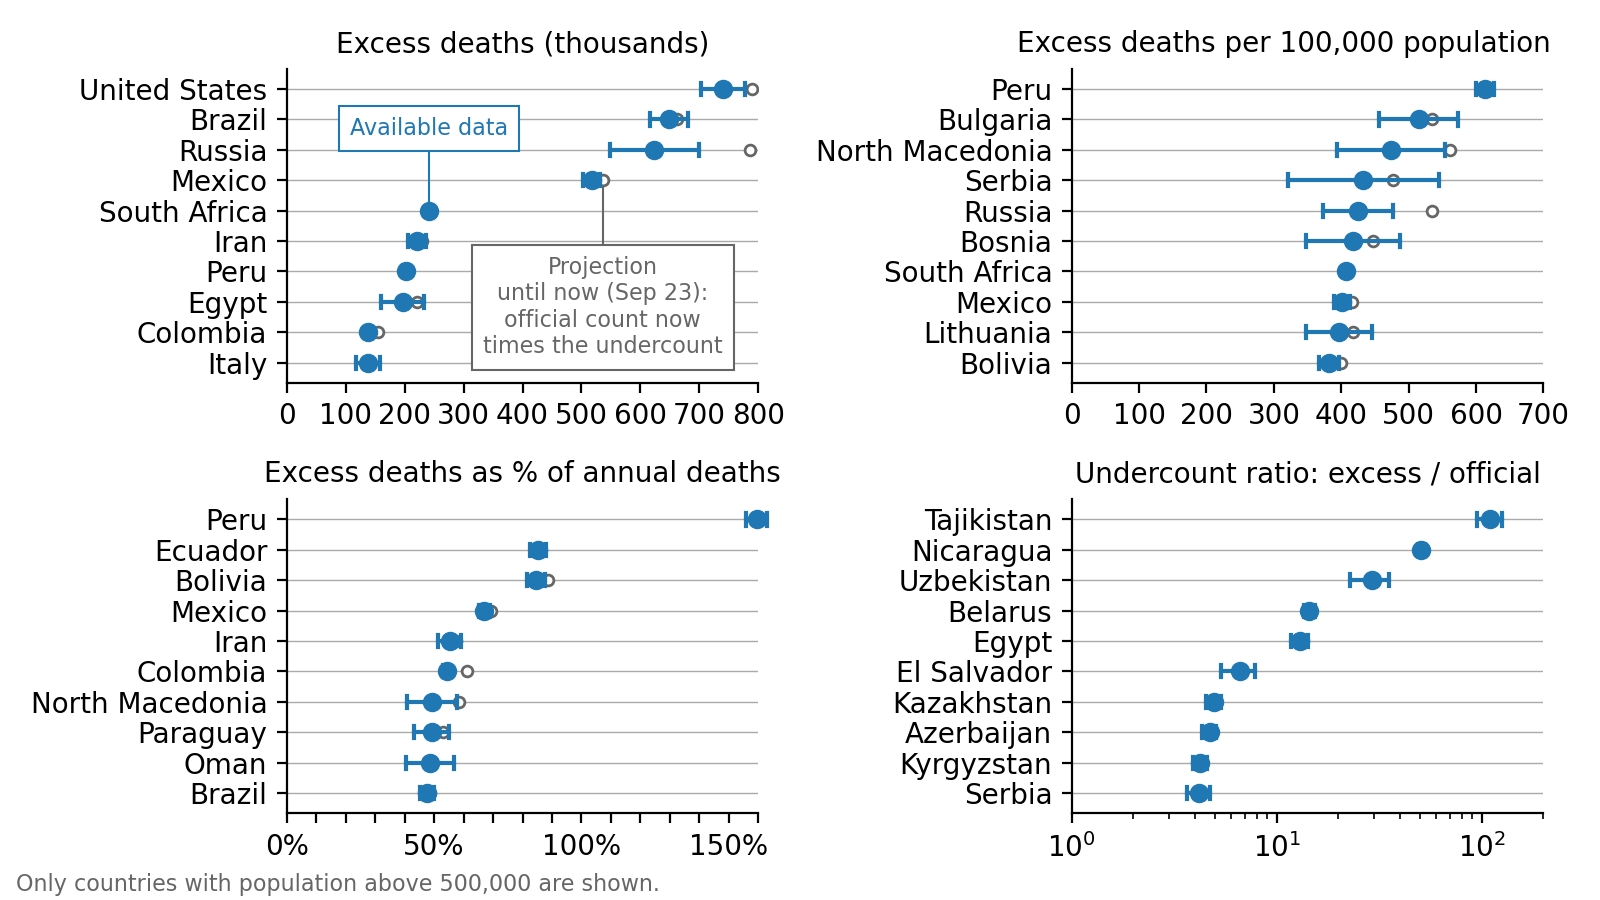 Excess deaths (thousands)
United States
Brazil
Russia
Mexico
South Africa
Iran
Peru
Egypt
Colombia
Italy
Available data
Projection
until now (Sep 23):
official count now
times the undercount
0 100 200 300 400 500 600 700 800
Excess deaths per 100,000 population
Peru
Bulgaria
North Macedonia
Serbia
Russia
Bosnia
South Africa
Mexico
Lithuania
Bolivia
0 100 200 300 400 500 600 700
Excess deaths as % of annual deaths
Peru
Ecuador
Bolivia
Mexico
Iran
Colombia
North Macedonia
Paraguay
Oman
Brazil
0% 50% 100% 150%
Undercount ratio: excess / official
Tajikistan
Nicaragua
Uzbekistan
Belarus
Egypt
El Salvador
Kazakhstan
Azerbaijan
Kyrgyzstan
Serbia
10⁰ 10¹ 10²
Only countries with population above 500,000 are shown.